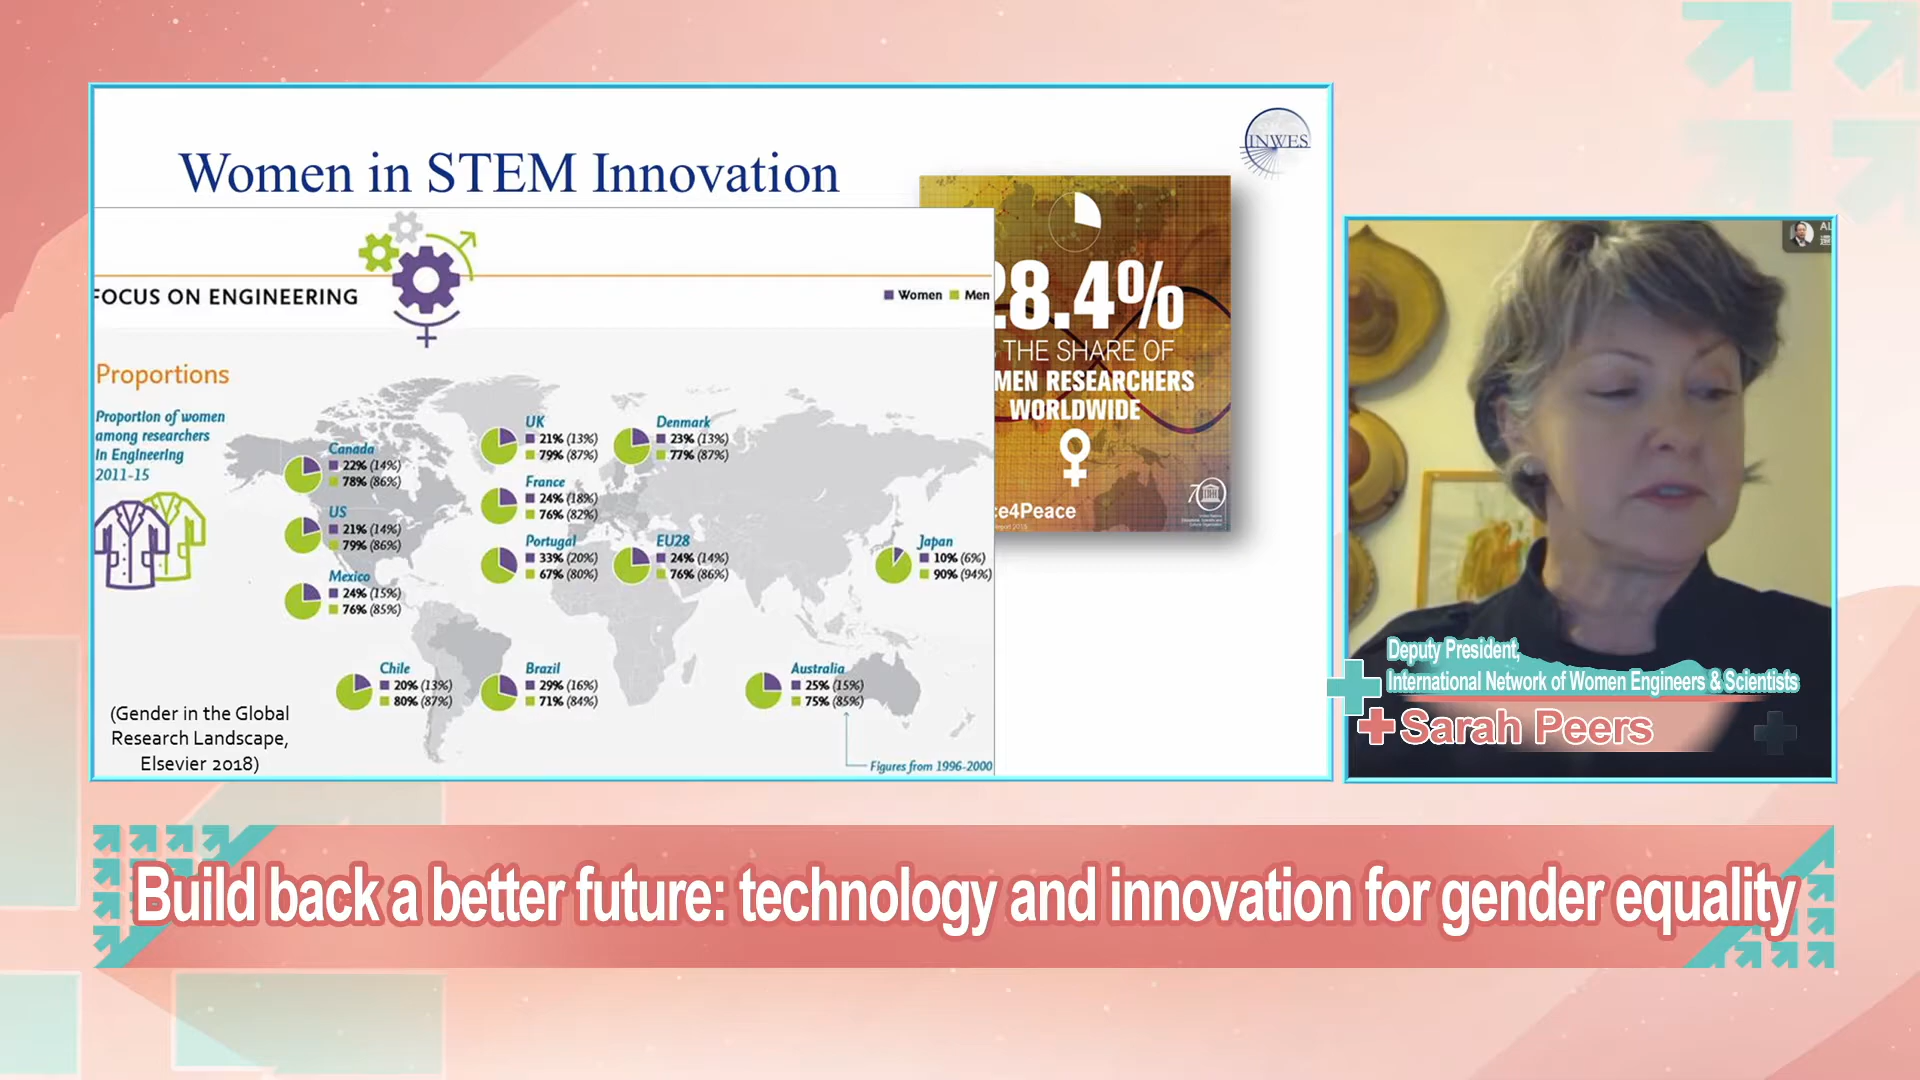 INWES
Women in STEM Innovation
FOCUS ON ENGINEERING
Women Men
Proportions
Proportion of women
among researchers
in Engineering
2011-15
Canada
22% (14%)
78% (86%)
US
21% (14%)
79% (86%)
Mexico
24% (15%)
76% (85%)
UK
21% (13%)
79% (87%)
France
24% (18%)
76% (82%)
Portugal
33% (20%)
67% (80%)
Denmark
23% (13%)
77% (87%)
EU28
24% (14%)
76% (86%)
Japan
10% (6%)
90% (94%)
Chile
20% (13%)
80% (87%)
Brazil
29% (16%)
71% (84%)
Australia
25% (15%)
75% (85%)
Figures from 1996-2000
(Gender in the Global
Research Landscape,
Elsevier 2018)
28.4%
THE SHARE OF
MEN RESEARCHERS
WORLDWIDE
e4Peace
Deputy President,
International Network of Women Engineers & Scientists
Sarah Peers
Build back a better future: technology and innovation for gender equality